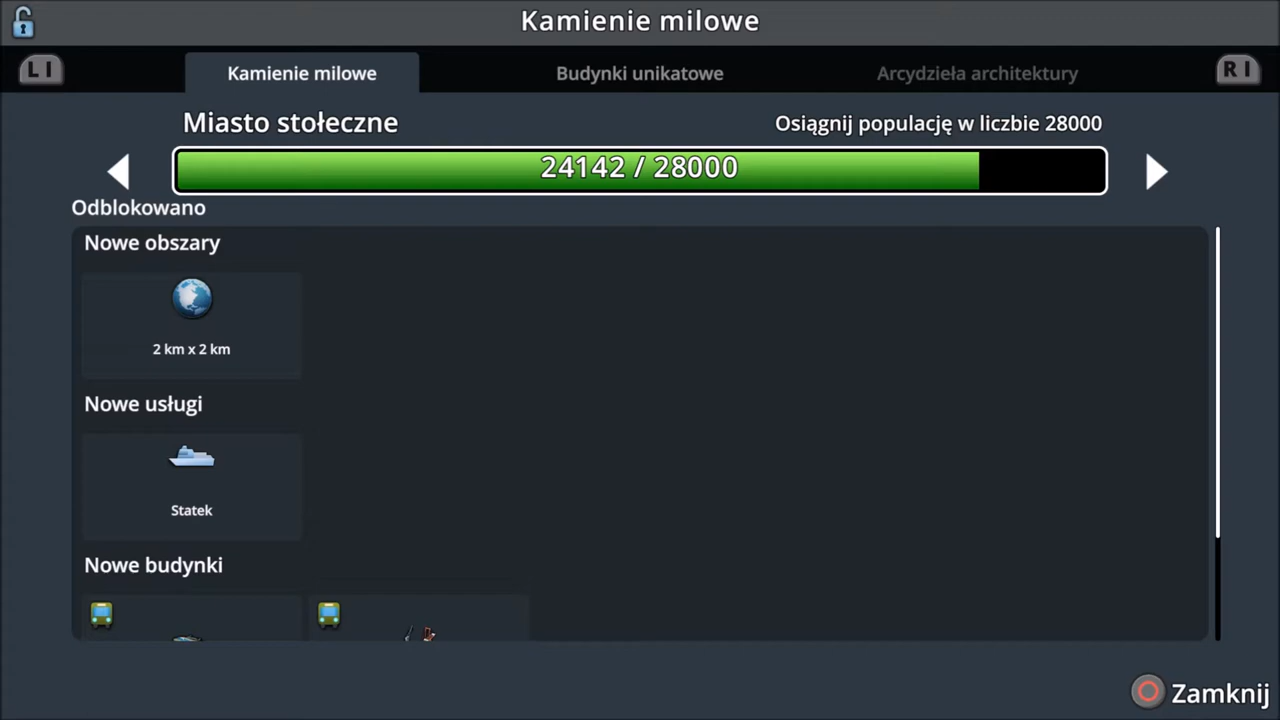 Kamienie milowe
L1
Kamienie milowe
Budynki unikatowe
Arcydzieła architektury
R1
Miasto stołeczne
Osiągnij populację w liczbie 28000
24142 / 28000
Odblokowano
Nowe obszary
2 km x 2 km
Nowe usługi
Statek
Nowe budynki
Zamknij